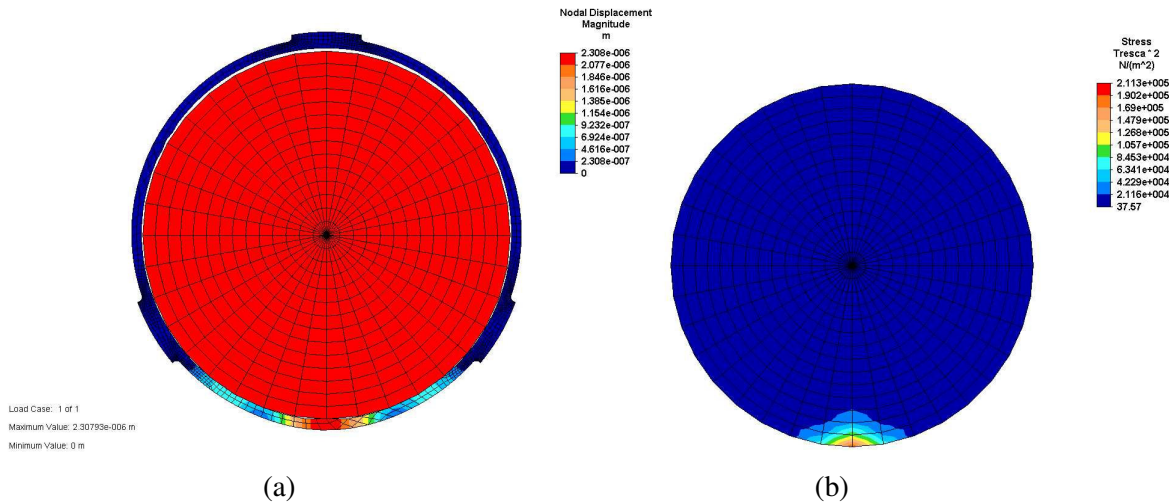 Nodal Displacement
Magnitude
m
2.308e-006
2.077e-006
1.846e-006
1.616e-006
1.385e-006
1.154e-006
9.232e-007
6.924e-007
4.616e-007
2.308e-007
0
Load Case: 1 of 1
Maximum Value: 2.30793e-006 m
Minimum Value: 0 m
(a)
Stress
Tresca * 2
N/(m^2)
2.113e+005
1.902e+005
1.69e+005
1.479e+005
1.268e+005
1.057e+005
8.453e+004
6.341e+004
4.229e+004
2.116e+004
37.57
(b)